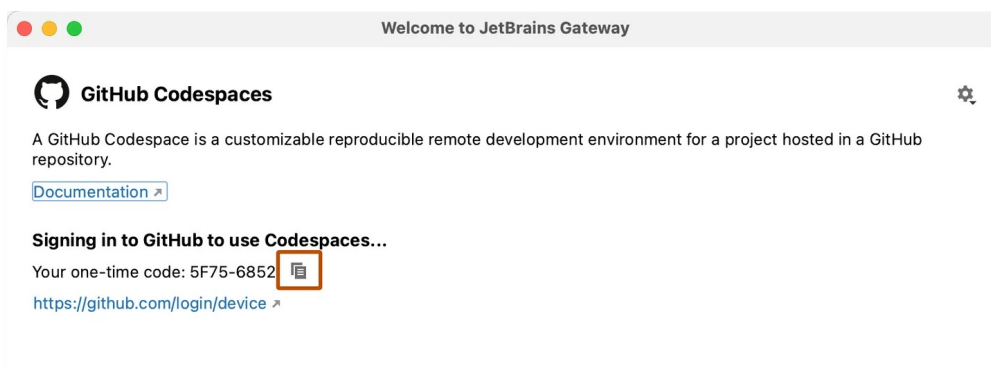 Welcome to JetBrains Gateway
GitHub Codespaces
A GitHub Codespace is a customizable reproducible remote development environment for a project hosted in a GitHub
repository.
Documentation ↗
Signing in to GitHub to use Codespaces...
Your one-time code: 5F75-6852
https://github.com/login/device ↗